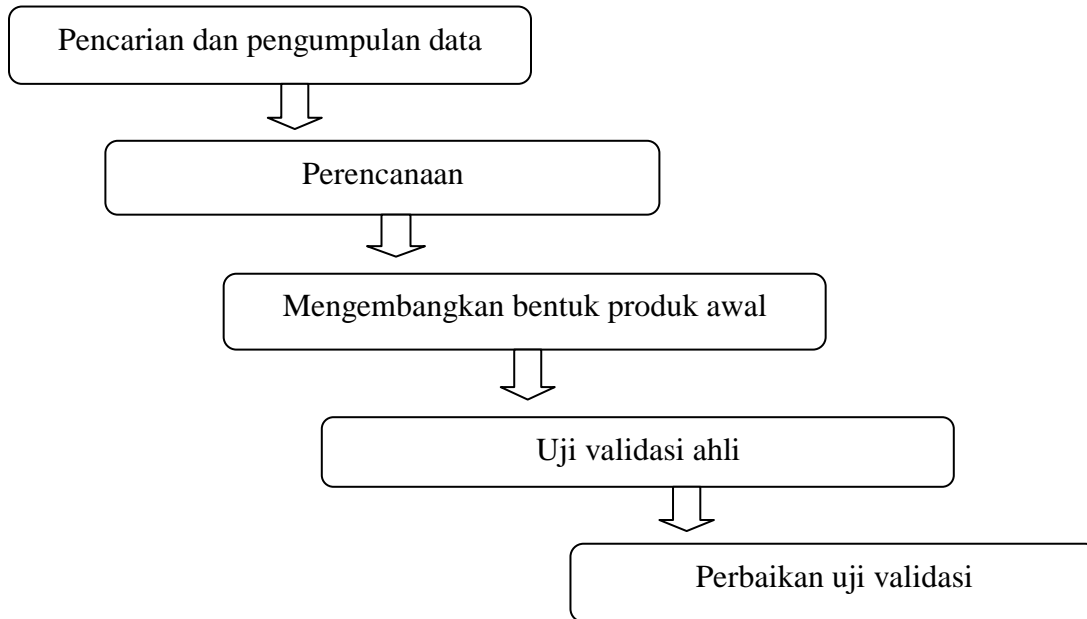 Pencarian dan pengumpulan data
Perencanaan
Mengembangkan bentuk produk awal
Uji validasi ahli
Perbaikan uji validasi